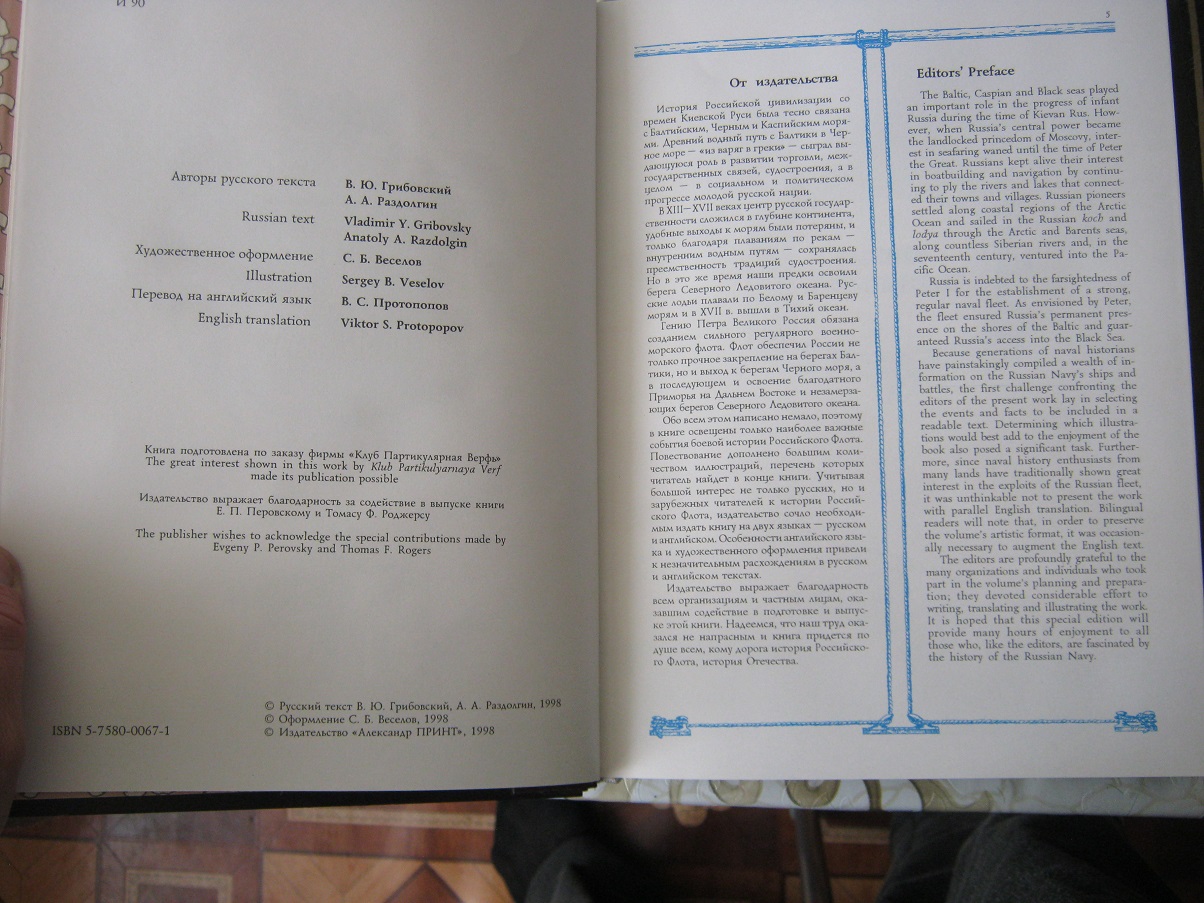 И 90
Авторы русского текста В. Ю. Грибовский
А. А. Раздолгин
Russian text Vladimir Y. Gribovsky
Anatoly A. Razdolgin
Художественное оформление С. Б. Веселов
Illustration Sergey B. Veselov
Перевод на английский язык В. С. Протопопов
English translation Viktor S. Protopopov
Книга подготовлена по заказу фирмы «Клуб Партикулярная Верфь»
The great interest shown in this work by Klub Partikulyarnaya Verf
made its publication possible
Издательство выражает благодарность за содействие в выпуске книги
Е. П. Перовскому и Томасу Ф. Роджерсу
The publisher wishes to acknowledge the special contributions made by
Evgeny P. Perovsky and Thomas F. Rogers
ISBN 5-7580-0067-1
© Русский текст В. Ю. Грибовский, А. А. Раздолгин, 1998
© Оформление С. Б. Веселов, 1998
© Издательство «Александр ПРИНТ», 1998
5
От издательства
История Российской цивилизации со
времен Киевской Руси была тесно связана
с Балтийским, Черным и Каспийским моря-
ми. Древний водный путь с Балтики в Чер-
ное море — «из варяг в греки» — сыграл вы-
дающуюся роль в развитии торговли, меж-
государственных связей, судостроения, а в
целом — в социальном и политическом
прогрессе молодой русской нации.
В XIII—XVII веках центр русской государ-
ственности сложился в глубине континента,
удобные выходы к морям были потеряны, и
только благодаря плаваниям по рекам —
внутренним водным путям — сохранялась
преемственность традиций судостроения.
Но в это же время наши предки освоили
берега Северного Ледовитого океана. Рус-
ские лодьи плавали по Белому и Баренцеву
морям и в XVII в. вышли в Тихий океан.
Гению Петра Великого Россия обязана
созданием сильного регулярного военно-
морского флота. Флот обеспечил России не
только прочное закрепление на берегах Бал-
тики, но и выход к берегам Черного моря, а
в последующем и освоение благодатного
Приморья на Дальнем Востоке и незамерза-
ющих берегов Северного Ледовитого океана.
Обо всем этом написано немало, поэтому
в книге освещены только наиболее важные
события боевой истории Российского Флота.
Повествование дополнено большим коли-
чеством иллюстраций, перечень которых
читатель найдет в конце книги. Учитывая
большой интерес не только русских, но и
зарубежных читателей к истории Россий-
ского Флота, издательство сочло необходи-
мым издать книгу на двух языках — русском
и английском. Особенности английского язы-
ка и художественного оформления привели
к незначительным расхождениям в русском
и английском текстах.
Издательство выражает благодарность
всем организациям и частным лицам, ока-
завшим содействие в подготовке и выпус-
ке этой книги. Надеемся, что наш труд ока-
зался не напрасным и книга придется по
душе всем, кому дорога история Российско-
го Флота, история Отечества.
Editors' Preface
The Baltic, Caspian and Black seas played
an important role in the progress of infant
Russia during the time of Kievan Rus. How-
ever, when Russia's central power became
the landlocked princedom of Moscovy, inter-
est in seafaring waned until the time of Peter
the Great. Russians kept alive their interest
in boatbuilding and navigation by continu-
ing to ply the rivers and lakes that connect-
ed their towns and villages. Russian pioneers
settled along coastal regions of the Arctic
Ocean and sailed in the Russian koch and
lodya through the Arctic and Barents seas,
along countless Siberian rivers and, in the
seventeenth century, ventured into the Pa-
cific Ocean.
Russia is indebted to the farsightedness of
Peter I for the establishment of a strong,
regular naval fleet. As envisioned by Peter,
the fleet ensured Russia's permanent pres-
ence on the shores of the Baltic and guar-
anteed Russia's access into the Black Sea.
Because generations of naval historians
have painstakingly compiled a wealth of in-
formation on the Russian Navy's ships and
battles, the first challenge confronting the
editors of the present work lay in selecting
the events and facts to be included in a
readable text. Determining which illustra-
tions would best add to the enjoyment of the
book also posed a significant task. Further-
more, since naval history enthusiasts from
many lands have traditionally shown great
interest in the exploits of the Russian fleet,
it was unthinkable not to present the work
with parallel English translation. Bilingual
readers will note that, in order to preserve
the volume's artistic format, it was occasion-
ally necessary to augment the English text.
The editors are profoundly grateful to the
many organizations and individuals who took
part in the volume's planning and prepara-
tion; they devoted considerable effort to
writing, translating and illustrating the work.
It is hoped that this special edition will
provide many hours of enjoyment to all
those who, like the editors, are fascinated by
the history of the Russian Navy.